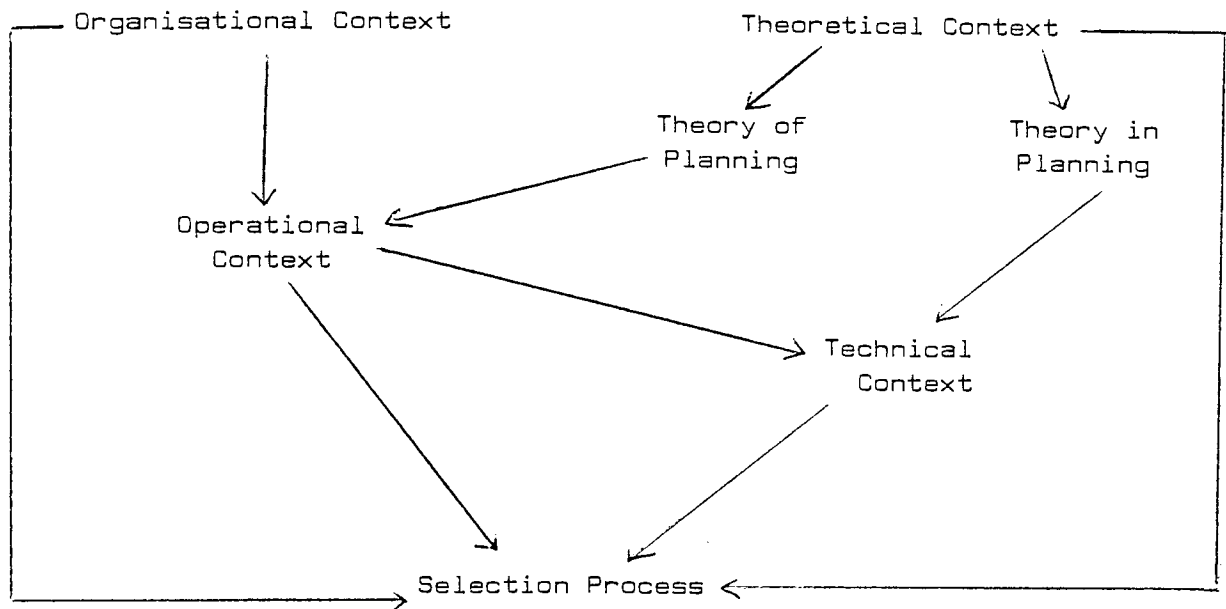 Organisational Context
Theoretical Context
Theory of
Planning
Theory in
Planning
Operational
Context
Technical
Context
Selection Process